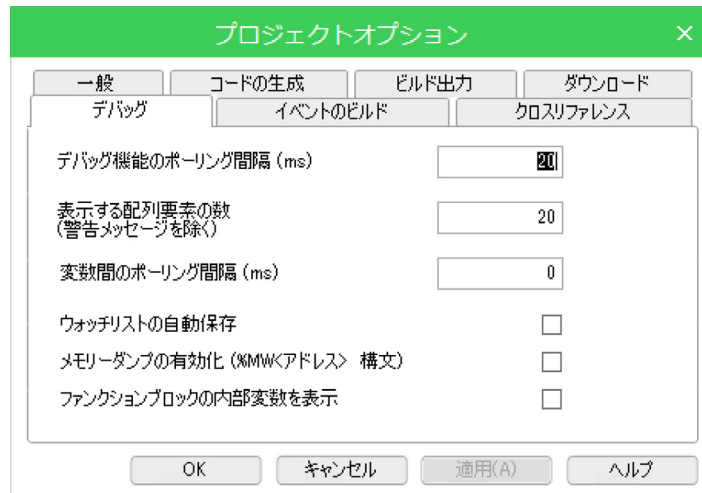 プロジェクトオプション ×
一般 コードの生成 ビルド出力 ダウンロード
デバッグ イベントのビルド クロスリファレンス
デバッグ機能のポーリング間隔 (ms) 20
表示する配列要素の数
(警告メッセージを除く) 20
変数間のポーリング間隔 (ms) 0
ウォッチリストの自動保存
メモリーダンプの有効化 (%MW<アドレス> 構文)
ファンクションブロックの内部変数を表示
OK キャンセル 適用(A) ヘルプ